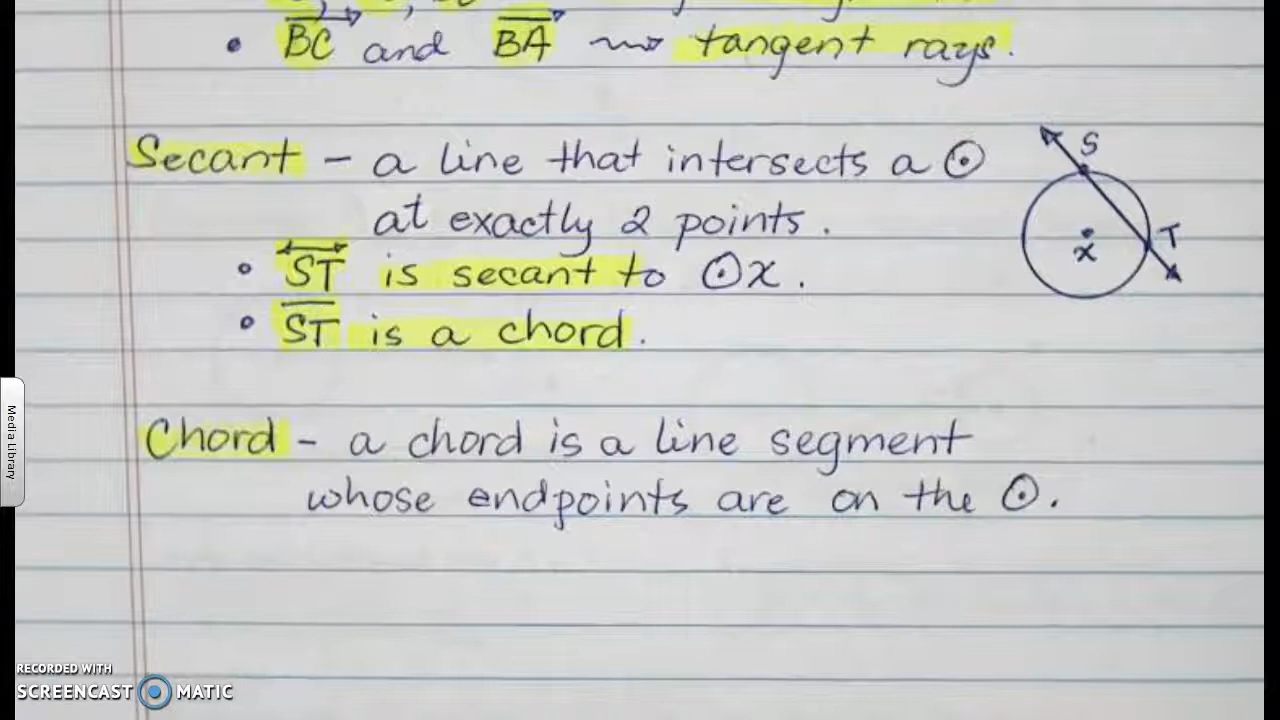 • BC and BA ⟿ tangent rays.
Secant - a line that intersects a ⊙
at exactly 2 points.
• ST is secant to ⊙x.
• ST is a chord.
S
T
x
Chord - a chord is a line segment
whose endpoints are on the ⊙.
Media Library
RECORDED WITH
SCREENCAST MATIC